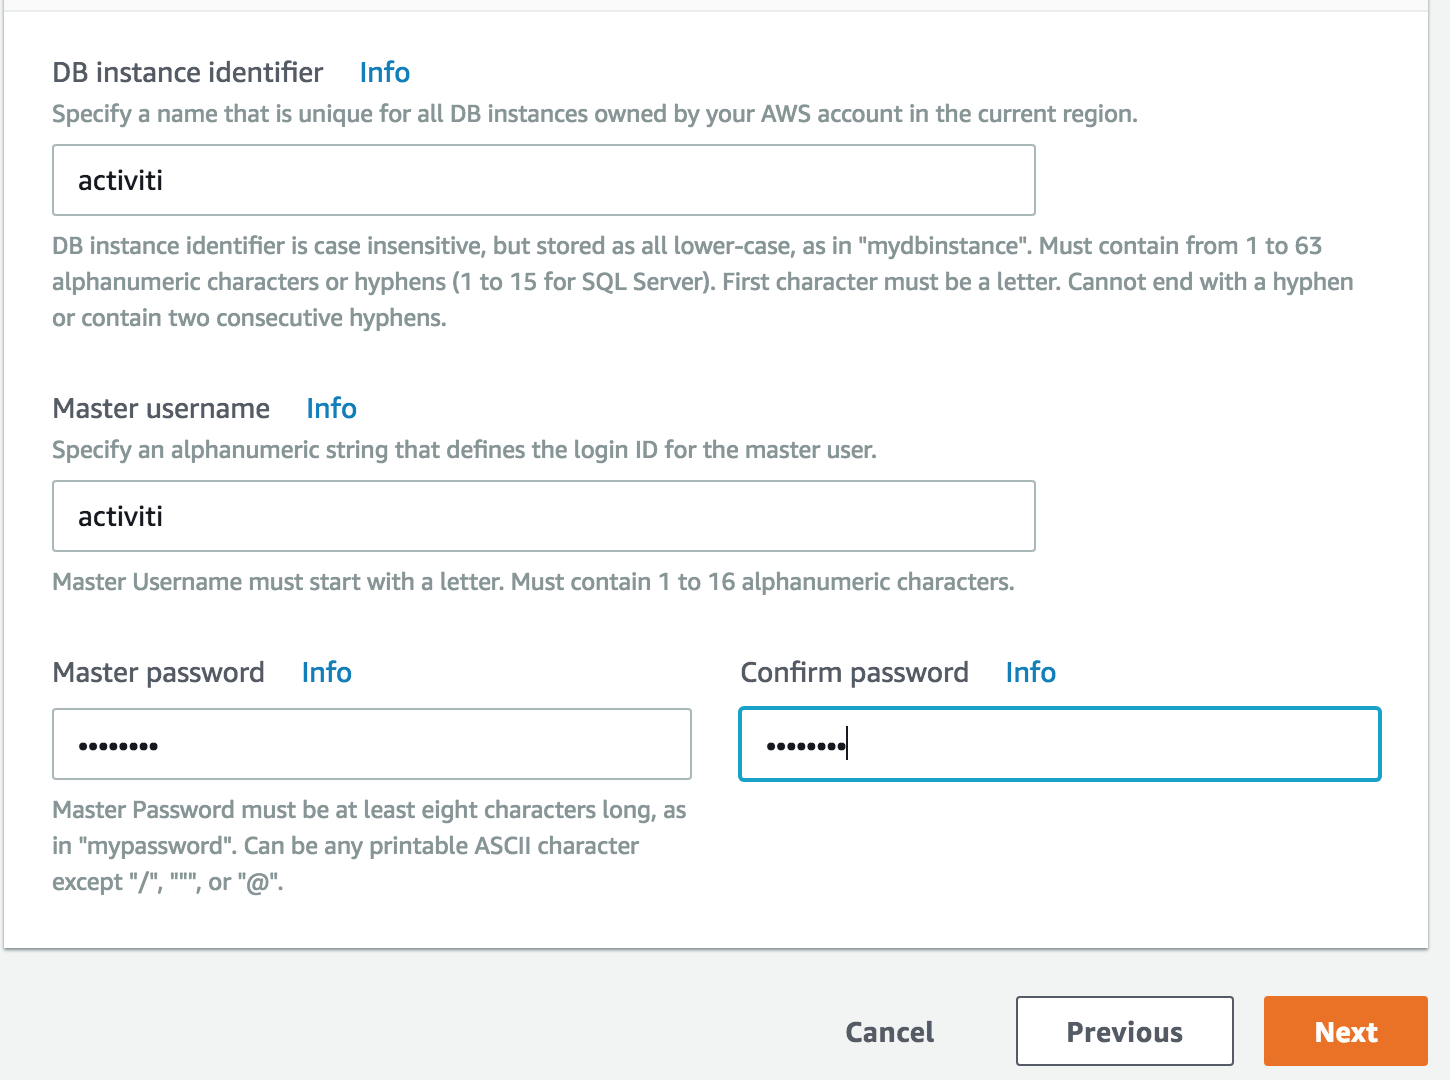 DB instance identifier Info
Specify a name that is unique for all DB instances owned by your AWS account in the current region.
activiti
DB instance identifier is case insensitive, but stored as all lower-case, as in "mydbinstance". Must contain from 1 to 63
alphanumeric characters or hyphens (1 to 15 for SQL Server). First character must be a letter. Cannot end with a hyphen
or contain two consecutive hyphens.
Master username Info
Specify an alphanumeric string that defines the login ID for the master user.
activiti
Master Username must start with a letter. Must contain 1 to 16 alphanumeric characters.
Master password Info
Confirm password Info
••••••••
••••••••
Master Password must be at least eight characters long, as
in "mypassword". Can be any printable ASCII character
except "/", """, or "@".
Cancel
Previous
Next